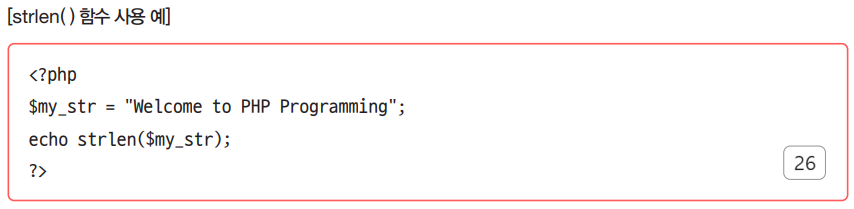 [strlen( ) 함수 사용 예]
<?php
$my_str = "Welcome to PHP Programming";
echo strlen($my_str);
?>
26